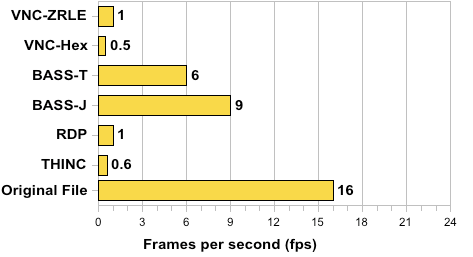 VNC-ZRLE 1
VNC-Hex 0.5
BASS-T 6
BASS-J 9
RDP 1
THINC 0.6
Original File 16
0 3 6 9 12 15 18 21 24
Frames per second (fps)